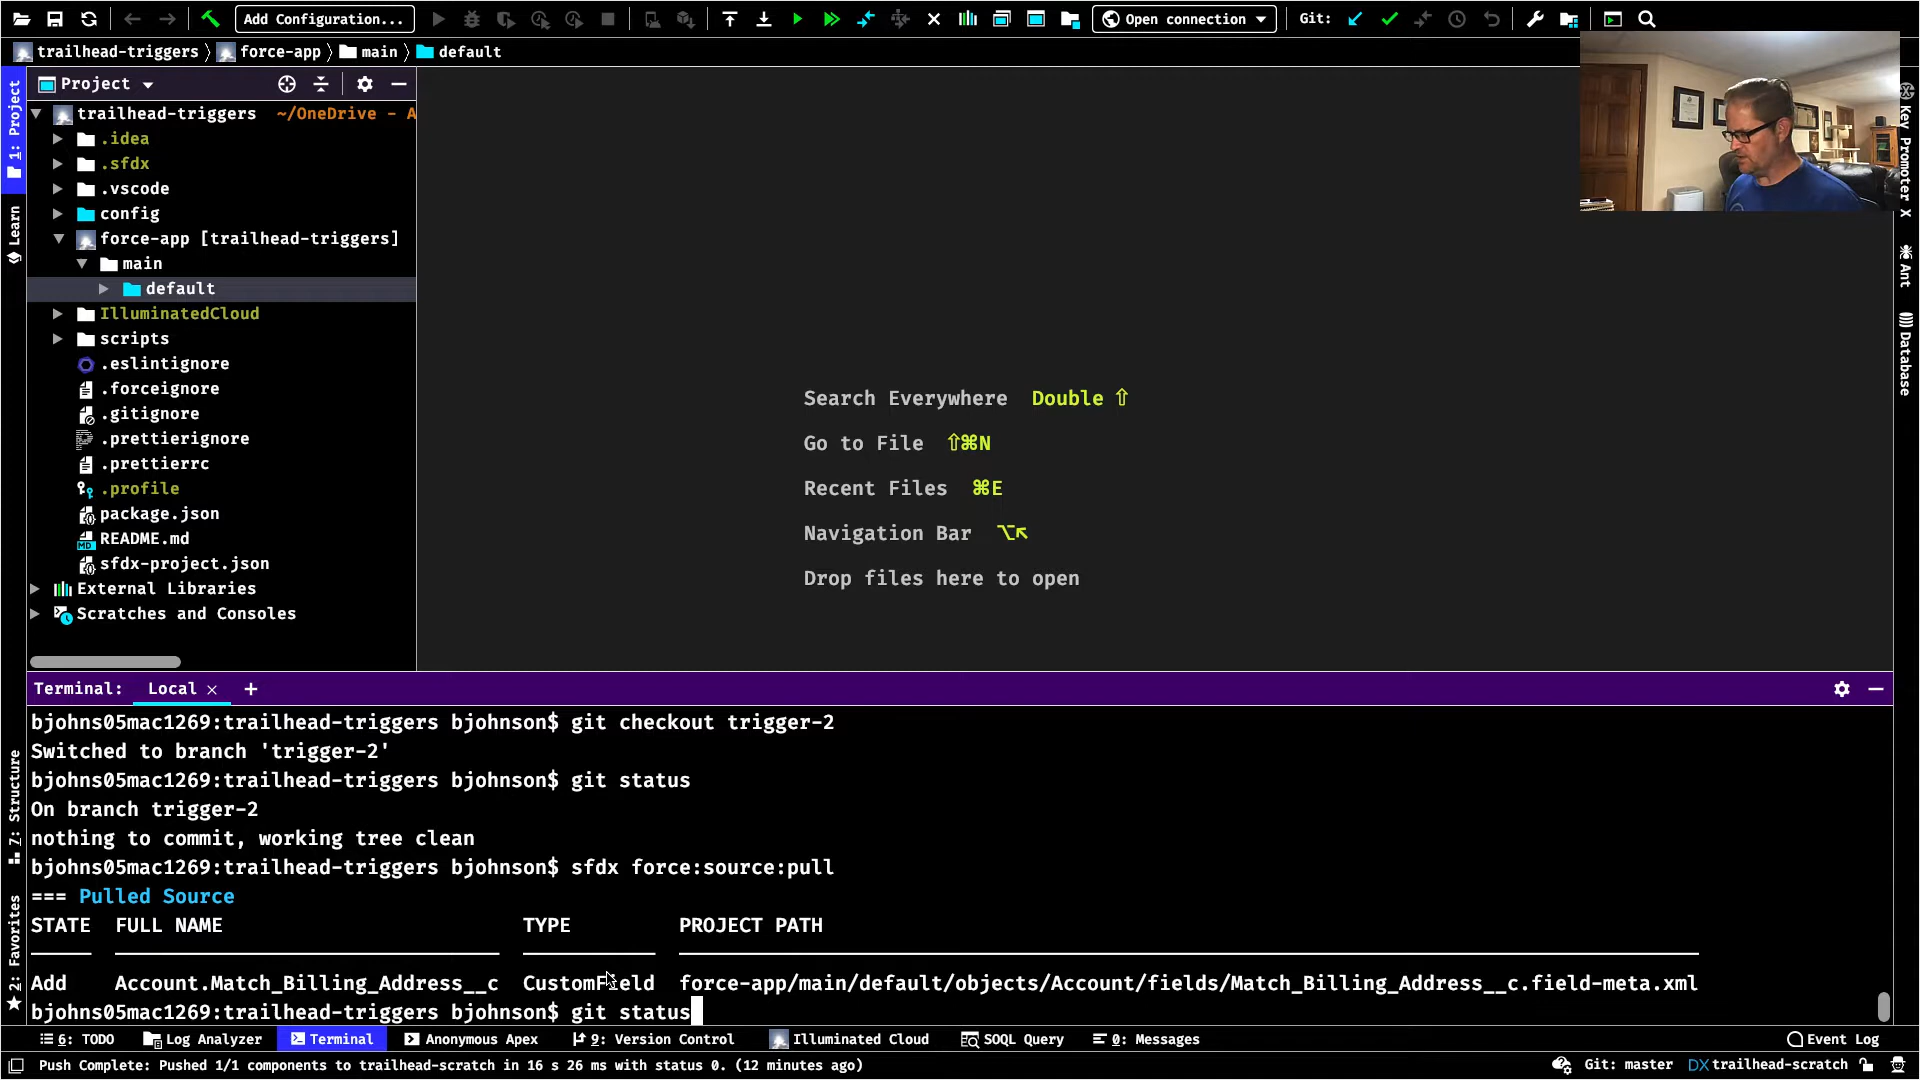 Add Configuration...
Open connection
Git:
trailhead-triggers
force-app
main
default
Project
trailhead-triggers ~/OneDrive - A
.idea
.sfdx
.vscode
config
force-app [trailhead-triggers]
main
default
IlluminatedCloud
scripts
.eslintignore
.forceignore
.gitignore
.prettierignore
.prettierrc
.profile
package.json
README.md
sfdx-project.json
External Libraries
Scratches and Consoles
1: Project
Learn
7: Structure
2: Favorites
Search Everywhere Double ⇧
Go to File ⇧⌘N
Recent Files ⌘E
Navigation Bar ⌥↖
Drop files here to open
Key Promoter X
Ant
Database
Terminal: Local × +
bjohns05mac1269:trailhead-triggers bjohnson$ git checkout trigger-2
Switched to branch 'trigger-2'
bjohns05mac1269:trailhead-triggers bjohnson$ git status
On branch trigger-2
nothing to commit, working tree clean
bjohns05mac1269:trailhead-triggers bjohnson$ sfdx force:source:pull
=== Pulled Source
STATE FULL NAME TYPE PROJECT PATH
Add Account.Match_Billing_Address__c CustomField force-app/main/default/objects/Account/fields/Match_Billing_Address__c.field-meta.xml
bjohns05mac1269:trailhead-triggers bjohnson$ git status
6: TODO Log Analyzer Terminal Anonymous Apex 9: Version Control Illuminated Cloud SOQL Query 0: Messages Event Log
Push Complete: Pushed 1/1 components to trailhead-scratch in 16 s 26 ms with status 0. (12 minutes ago) Git: master DX trailhead-scratch